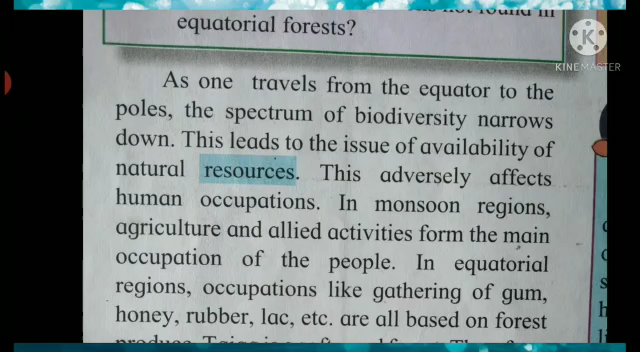 found in
equatorial forests?
KINEMASTER
As one travels from the equator to the
poles, the spectrum of biodiversity narrows
down. This leads to the issue of availability of
natural resources. This adversely affects
human occupations. In monsoon regions,
agriculture and allied activities form the main
occupation of the people. In equatorial
regions, occupations like gathering of gum,
honey, rubber, lac, etc. are all based on forest